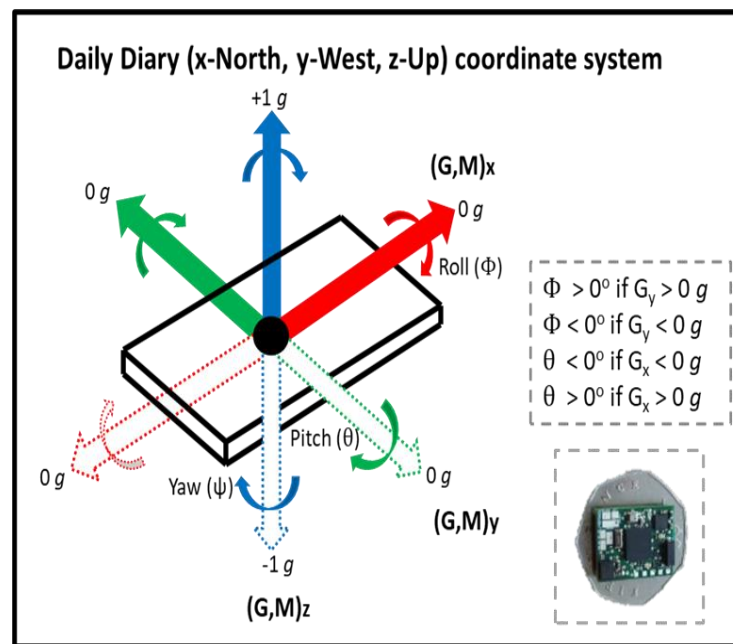 Daily Diary (x-North, y-West, z-Up) coordinate system
+1 g
(G,M)x
0 g
0 g
Roll (Φ)
Φ > 0° if Gy > 0 g
Φ < 0° if Gy < 0 g
θ < 0° if Gx < 0 g
θ > 0° if Gx > 0 g
Pitch (θ)
0 g
Yaw (ψ)
0 g
(G,M)y
-1 g
(G,M)z